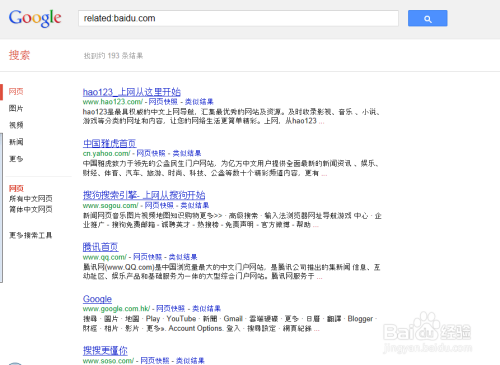 Google
related:baidu.com
搜索
找到约 193 条结果
网页
图片
视频
新闻
更多
网页
所有中文网页
简体中文网页
更多搜索工具
hao123_上网从这里开始
www.hao123.com/ - 网页快照 - 类似结果
hao123是最具权威的中文上网导航，汇集最优秀的网站及资源。及时收录影视、音乐 、小说、
游戏等分类的网址和内容，让您的网络生活更简单精彩。上网，从hao123 ...
中国雅虎首页
cn.yahoo.com/ - 网页快照 - 类似结果
中国雅虎致力于领先的公益民生门户网站，为亿万中文用户提供全面最新的新闻资讯 、娱乐、
财经、体育、汽车、旅游、时尚、科技、公益等数十个精彩频道内容，更有 ...
搜狗搜索引擎- 上网从搜狗开始
www.sogou.com/ - 网页快照 - 类似结果
新闻网页音乐图片视频地图知识购物更多>> · 高级搜索 · 输入法浏览器网址导航游戏 中心 · 企
业推广 - 搜狗免费邮箱 - 诚聘英才 - 热搜榜 - 免责声明 - 官方微博 - 帮助 ...
腾讯首页
www.qq.com/ - 网页快照 - 类似结果
腾讯网(www.QQ.com)是中国浏览量最大的中文门户网站，是腾讯公司推出的集新闻 信息、互
动社区、娱乐产品和基础服务为一体的大型综合门户网站。腾讯网服务于 ...
Google
www.google.com.hk/ - 网页快照 - 类似结果
搜尋 · 圖片 · 地圖 · Play · YouTube · 新聞 · Gmail · 雲端硬碟 · 更多 · 日曆 · 翻譯 · Blogger ·
財經 · 相片 · 影片 · 更多». Account Options. 登入 · 搜尋設定 · 網頁紀錄 ...
搜搜更懂你
www.soso.com/ - 网页快照 - 类似结果
Baidu 经验
jingyan.baidu.com